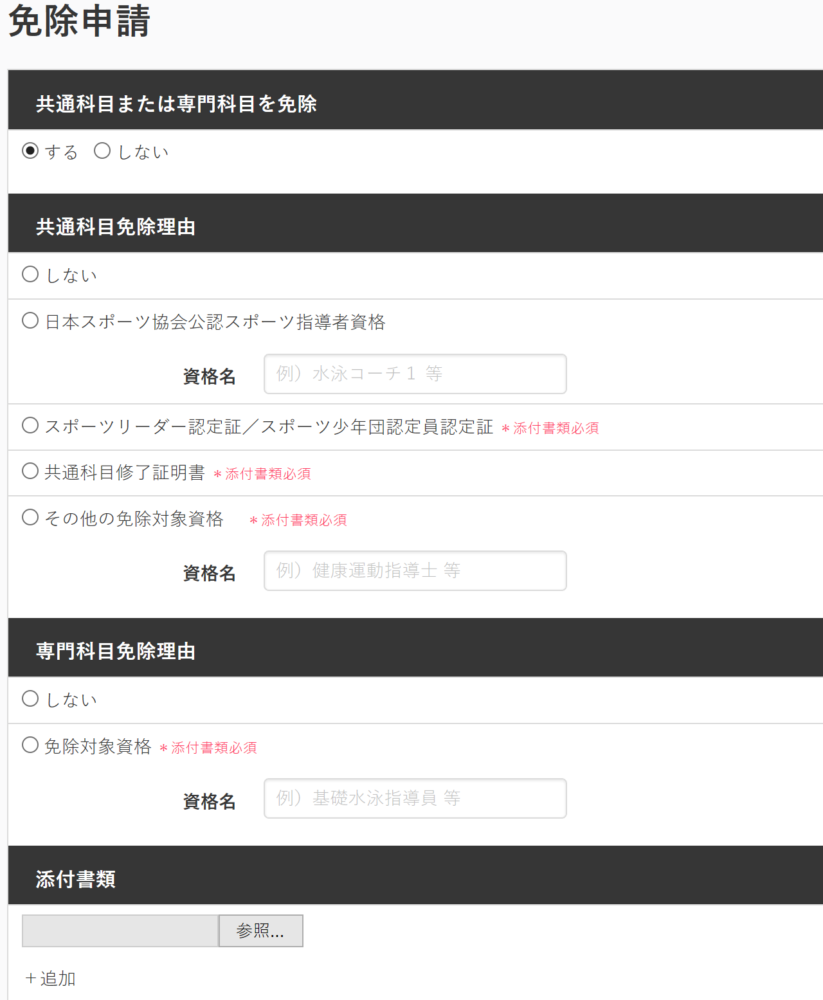 免除申請
共通科目または専門科目を免除
する しない
共通科目免除理由
しない
日本スポーツ協会公認スポーツ指導者資格
資格名 例）水泳コーチ１ 等
スポーツリーダー認定証／スポーツ少年団認定員認定証 ＊添付書類必須
共通科目修了証明書 ＊添付書類必須
その他の免除対象資格 ＊添付書類必須
資格名 例）健康運動指導士 等
専門科目免除理由
しない
免除対象資格 ＊添付書類必須
資格名 例）基礎水泳指導員 等
添付書類
参照...
＋追加